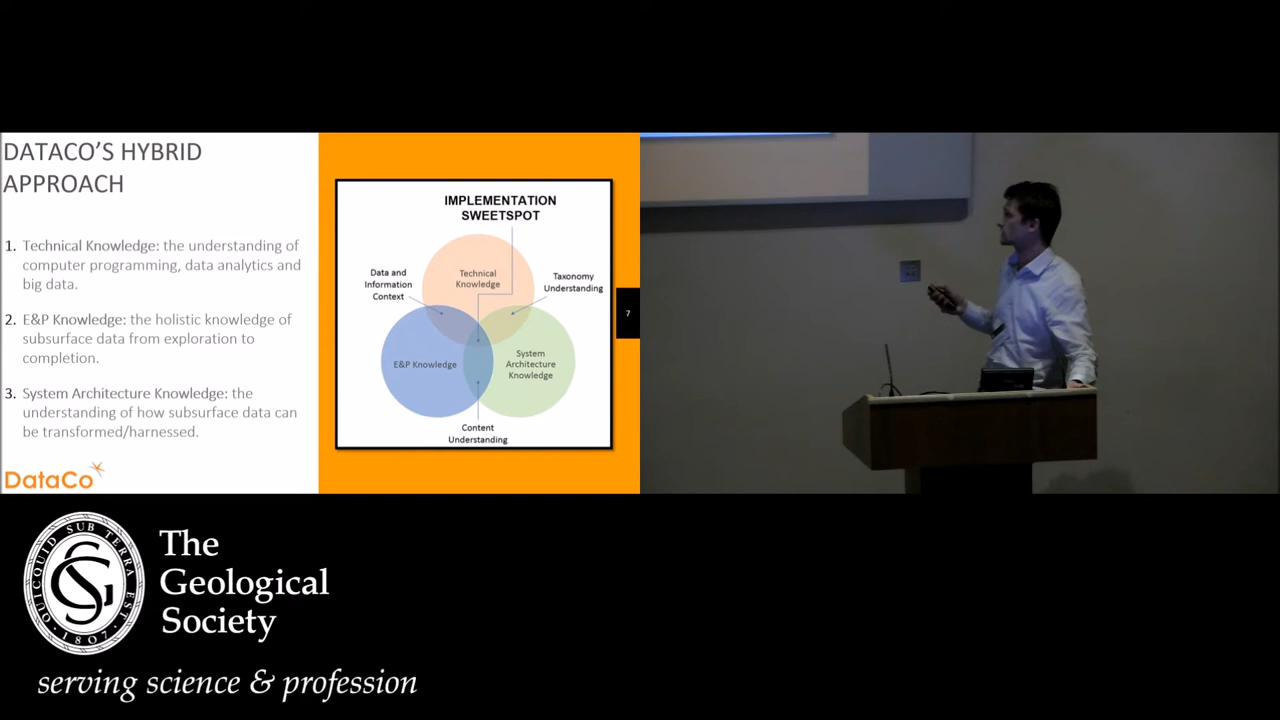 DATACO'S HYBRID
APPROACH
1. Technical Knowledge: the understanding of
computer programming, data analytics and
big data.
2. E&P Knowledge: the holistic knowledge of
subsurface data from exploration to
completion.
3. System Architecture Knowledge: the
understanding of how subsurface data can
be transformed/harnessed.
DataCo
IMPLEMENTATION
SWEETSPOT
Data and
Information
Context
Technical
Knowledge
Taxonomy
Understanding
E&P Knowledge
System
Architecture
Knowledge
Content
Understanding
7
QUICQUID SUB TERRA EST
· 1807 ·
GS
The
Geological
Society
serving science & profession